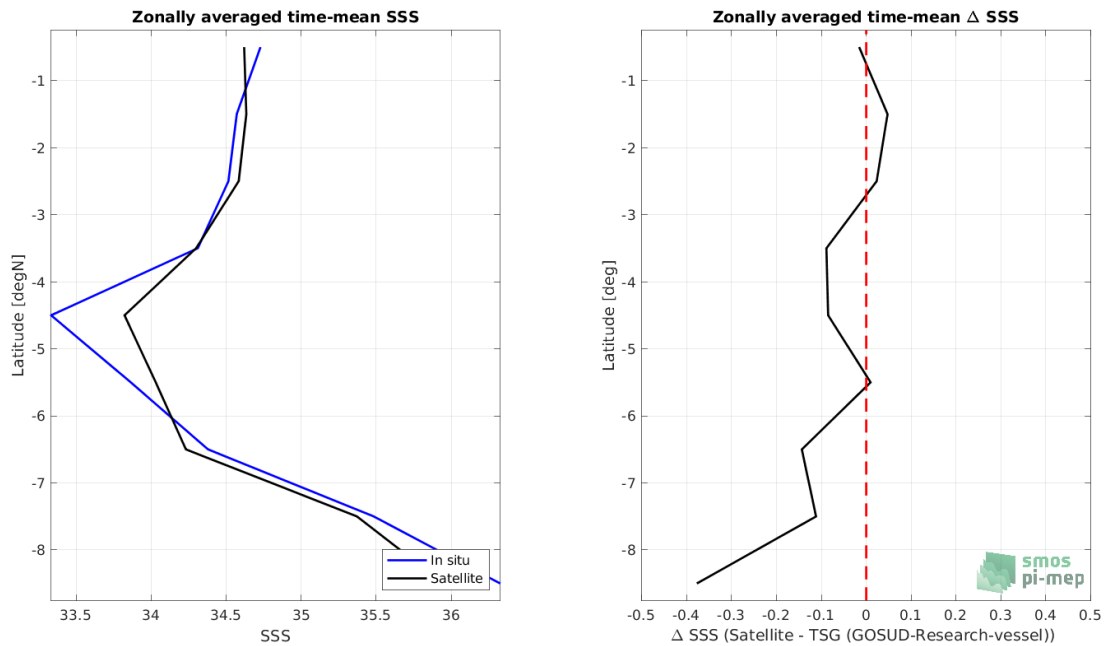 Zonally averaged time-mean SSS
-1
-2
-3
-4
-5
-6
-7
-8
Latitude [degN]
33.5 34 34.5 35 35.5 36
SSS
In situ
Satellite
Zonally averaged time-mean Δ SSS
-1
-2
-3
-4
-5
-6
-7
-8
Latitude [deg]
-0.5 -0.4 -0.3 -0.2 -0.1 0 0.1 0.2 0.3 0.4 0.5
Δ SSS (Satellite - TSG (GOSUD-Research-vessel))
smos
pi-mep